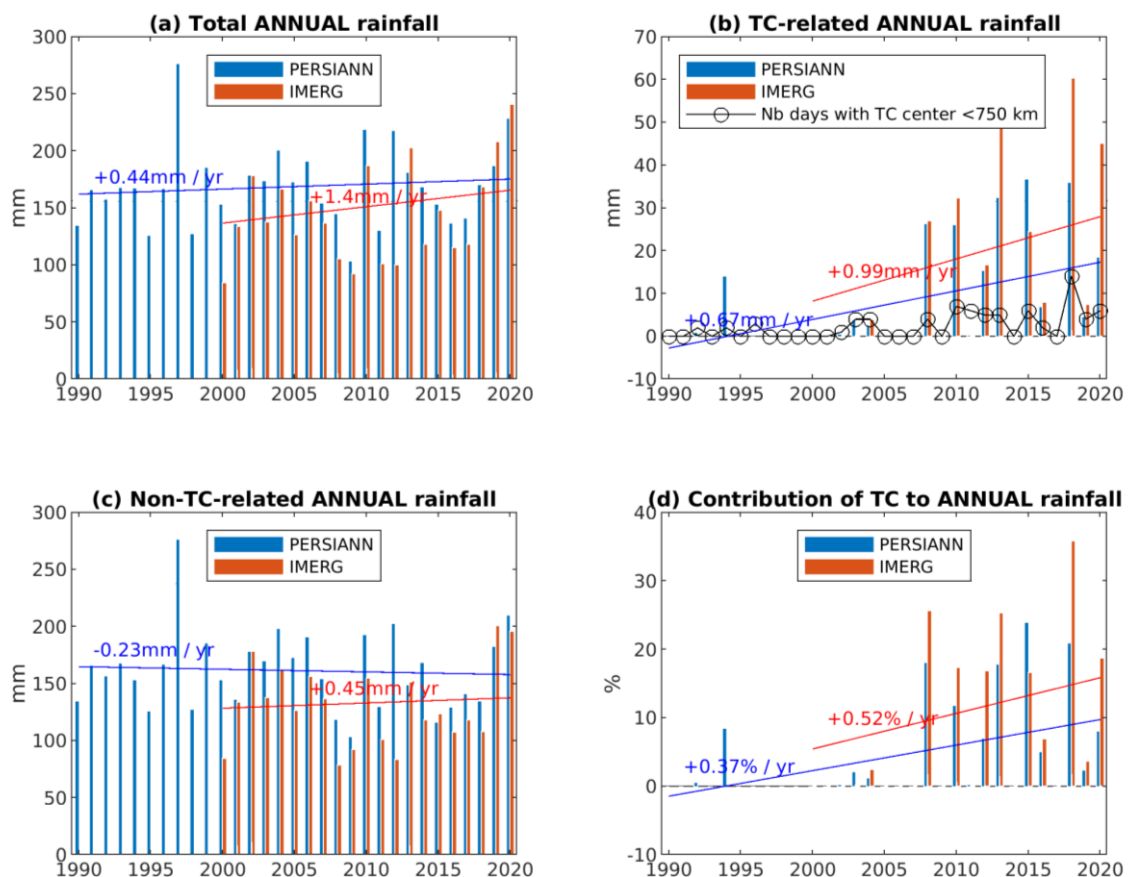 (a) Total ANNUAL rainfall
300
250
200
150
100
50
0
mm
PERSIANN
IMERG
+0.44mm / yr
+1.4mm / yr
1990 1995 2000 2005 2010 2015 2020
(b) TC-related ANNUAL rainfall
70
60
50
40
30
20
10
0
-10
mm
PERSIANN
IMERG
Nb days with TC center <750 km
+0.99mm / yr
+0.67mm / yr
1990 1995 2000 2005 2010 2015 2020
(c) Non-TC-related ANNUAL rainfall
300
250
200
150
100
50
0
mm
PERSIANN
IMERG
-0.23mm / yr
+0.45mm / yr
1990 1995 2000 2005 2010 2015 2020
(d) Contribution of TC to ANNUAL rainfall
40
30
20
10
0
-10
%
PERSIANN
IMERG
+0.52% / yr
+0.37% / yr
1990 1995 2000 2005 2010 2015 2020